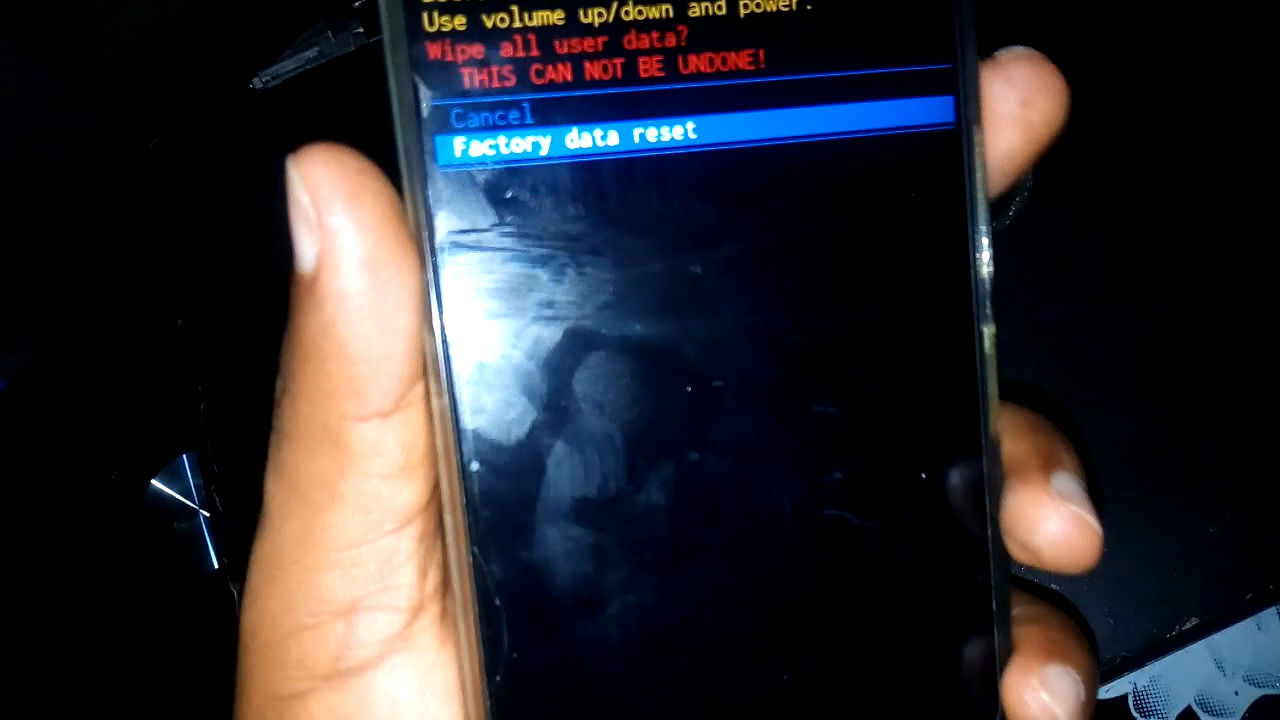 Use volume up/down and power.
Wipe all user data?
THIS CAN NOT BE UNDONE!
Cancel
Factory data reset